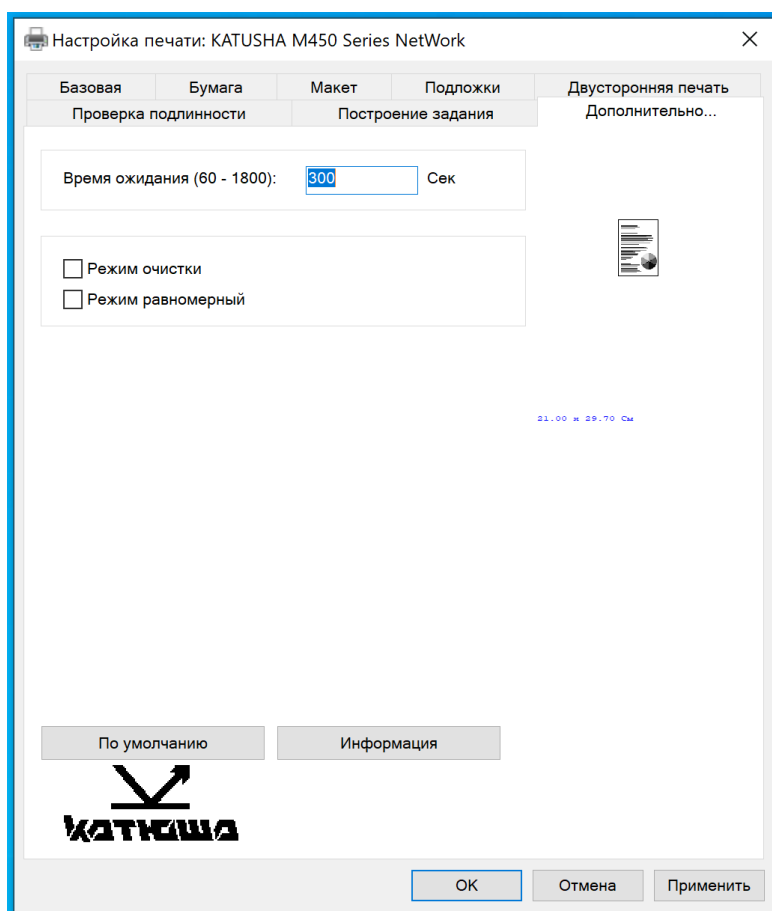 Настройка печати: KATUSHA M450 Series NetWork
Базовая Бумага Макет Подложки Двусторонняя печать
Проверка подлинности Построение задания Дополнительно...
Время ожидания (60 - 1800): 300 Сек
Режим очистки
Режим равномерный
21.00 x 29.70 См
По умолчанию Информация
катюша
OK Отмена Применить